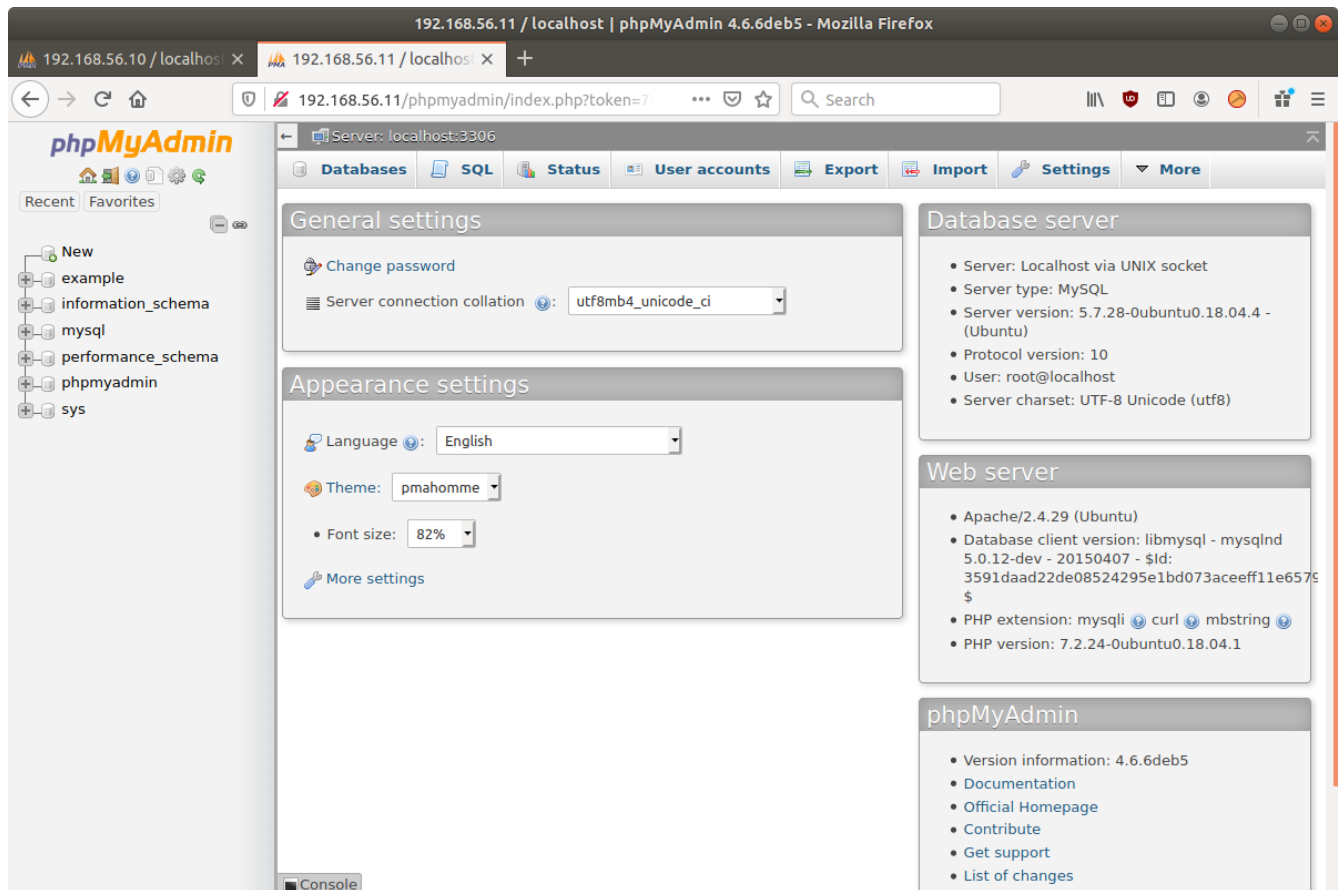 192.168.56.11 / localhost | phpMyAdmin 4.6.6deb5 - Mozilla Firefox
192.168.56.10 / localhos
192.168.56.11 / localhos
192.168.56.11/phpmyadmin/index.php?token=7
Search
phpMyAdmin
Recent Favorites
New
example
information_schema
mysql
performance_schema
phpmyadmin
sys
Server: localhost:3306
Databases SQL Status User accounts Export Import Settings More
General settings
Change password
Server connection collation : utf8mb4_unicode_ci
Appearance settings
Language : English
Theme: pmahomme
• Font size: 82%
More settings
Database server
• Server: Localhost via UNIX socket
• Server type: MySQL
• Server version: 5.7.28-0ubuntu0.18.04.4 -
(Ubuntu)
• Protocol version: 10
• User: root@localhost
• Server charset: UTF-8 Unicode (utf8)
Web server
• Apache/2.4.29 (Ubuntu)
• Database client version: libmysql - mysqlnd
5.0.12-dev - 20150407 - $Id:
3591daad22de08524295e1bd073aceeff11e6579
$
• PHP extension: mysqli curl mbstring
• PHP version: 7.2.24-0ubuntu0.18.04.1
phpMyAdmin
• Version information: 4.6.6deb5
• Documentation
• Official Homepage
• Contribute
• Get support
• List of changes
Console